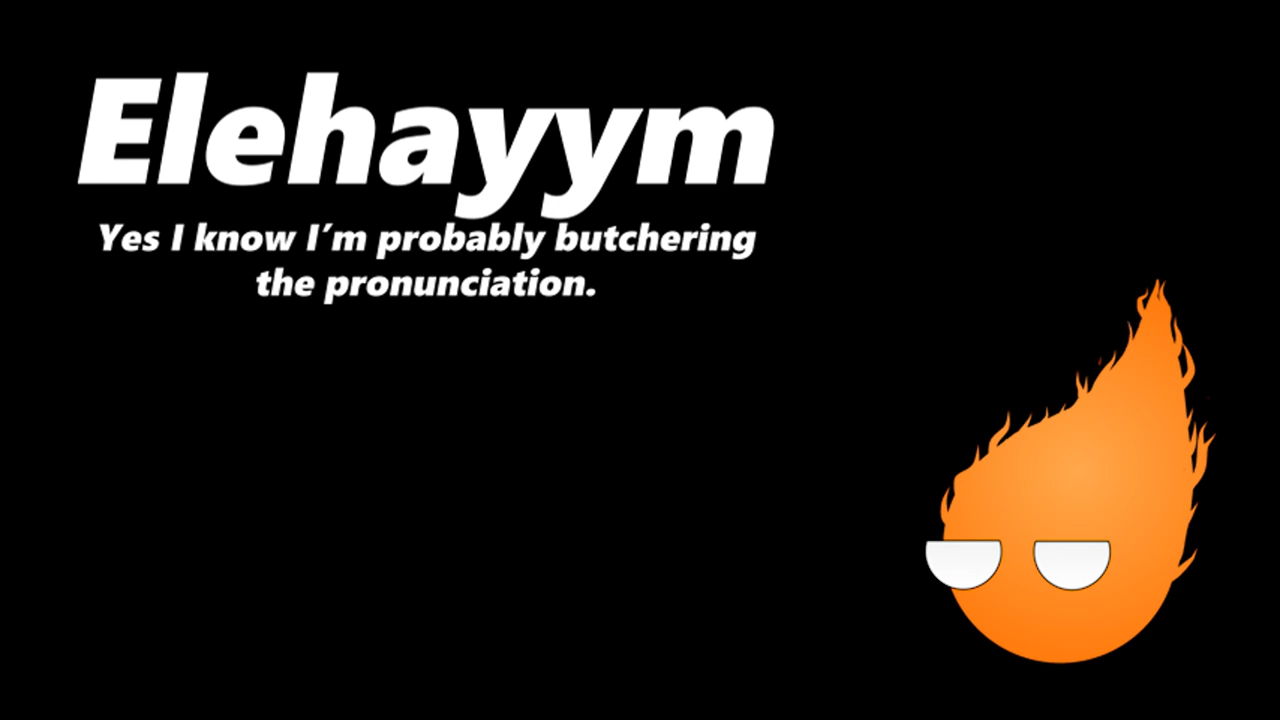 Elehayym
Yes I know I´m probably butchering
the pronunciation.